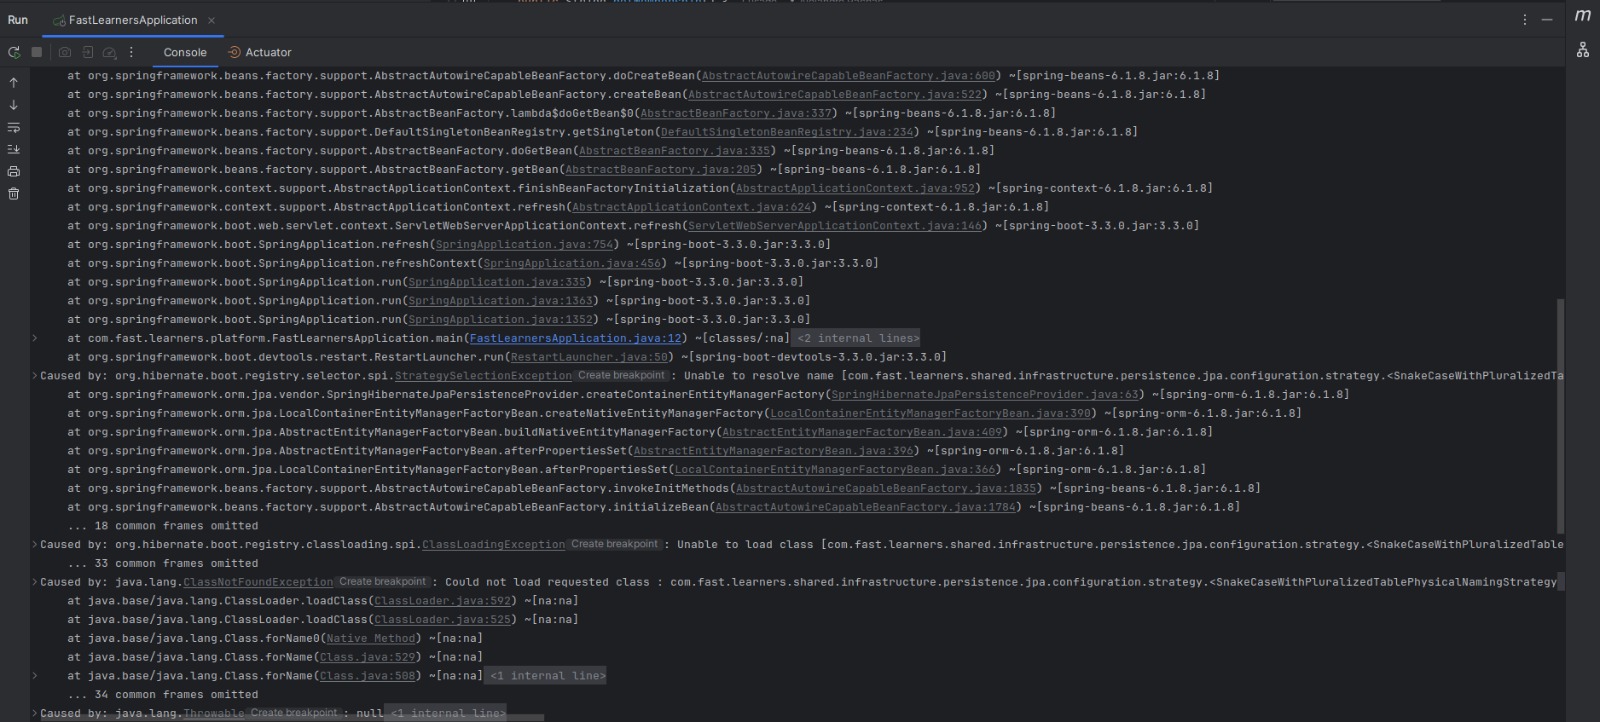 Run FastLearnersApplication
Console Actuator
at org.springframework.beans.factory.support.AbstractAutowireCapableBeanFactory.doCreateBean(AbstractAutowireCapableBeanFactory.java:600) ~[spring-beans-6.1.8.jar:6.1.8]
at org.springframework.beans.factory.support.AbstractAutowireCapableBeanFactory.createBean(AbstractAutowireCapableBeanFactory.java:522) ~[spring-beans-6.1.8.jar:6.1.8]
at org.springframework.beans.factory.support.AbstractBeanFactory.lambda$doGetBean$0(AbstractBeanFactory.java:337) ~[spring-beans-6.1.8.jar:6.1.8]
at org.springframework.beans.factory.support.DefaultSingletonBeanRegistry.getSingleton(DefaultSingletonBeanRegistry.java:234) ~[spring-beans-6.1.8.jar:6.1.8]
at org.springframework.beans.factory.support.AbstractBeanFactory.doGetBean(AbstractBeanFactory.java:335) ~[spring-beans-6.1.8.jar:6.1.8]
at org.springframework.beans.factory.support.AbstractBeanFactory.getBean(AbstractBeanFactory.java:205) ~[spring-beans-6.1.8.jar:6.1.8]
at org.springframework.context.support.AbstractApplicationContext.finishBeanFactoryInitialization(AbstractApplicationContext.java:952) ~[spring-context-6.1.8.jar:6.1.8]
at org.springframework.context.support.AbstractApplicationContext.refresh(AbstractApplicationContext.java:624) ~[spring-context-6.1.8.jar:6.1.8]
at org.springframework.boot.web.servlet.context.ServletWebServerApplicationContext.refresh(ServletWebServerApplicationContext.java:146) ~[spring-boot-3.3.0.jar:3.3.0]
at org.springframework.boot.SpringApplication.refresh(SpringApplication.java:754) ~[spring-boot-3.3.0.jar:3.3.0]
at org.springframework.boot.SpringApplication.refreshContext(SpringApplication.java:456) ~[spring-boot-3.3.0.jar:3.3.0]
at org.springframework.boot.SpringApplication.run(SpringApplication.java:335) ~[spring-boot-3.3.0.jar:3.3.0]
at org.springframework.boot.SpringApplication.run(SpringApplication.java:1363) ~[spring-boot-3.3.0.jar:3.3.0]
at org.springframework.boot.SpringApplication.run(SpringApplication.java:1352) ~[spring-boot-3.3.0.jar:3.3.0]
at com.fast.learners.platform.FastLearnersApplication.main(FastLearnersApplication.java:12) ~[classes/:na] <2 internal lines>
at org.springframework.boot.devtools.restart.RestartLauncher.run(RestartLauncher.java:50) ~[spring-boot-devtools-3.3.0.jar:3.3.0]
Caused by: org.hibernate.boot.registry.selector.spi.StrategySelectionException Create breakpoint : Unable to resolve name [com.fast.learners.shared.infrastructure.persistence.jpa.configuration.strategy.<SnakeCaseWithPluralizedTa
at org.springframework.orm.jpa.vendor.SpringHibernateJpaPersistenceProvider.createContainerEntityManagerFactory(SpringHibernateJpaPersistenceProvider.java:63) ~[spring-orm-6.1.8.jar:6.1.8]
at org.springframework.orm.jpa.LocalContainerEntityManagerFactoryBean.createNativeEntityManagerFactory(LocalContainerEntityManagerFactoryBean.java:390) ~[spring-orm-6.1.8.jar:6.1.8]
at org.springframework.orm.jpa.AbstractEntityManagerFactoryBean.buildNativeEntityManagerFactory(AbstractEntityManagerFactoryBean.java:409) ~[spring-orm-6.1.8.jar:6.1.8]
at org.springframework.orm.jpa.AbstractEntityManagerFactoryBean.afterPropertiesSet(AbstractEntityManagerFactoryBean.java:396) ~[spring-orm-6.1.8.jar:6.1.8]
at org.springframework.orm.jpa.LocalContainerEntityManagerFactoryBean.afterPropertiesSet(LocalContainerEntityManagerFactoryBean.java:366) ~[spring-orm-6.1.8.jar:6.1.8]
at org.springframework.beans.factory.support.AbstractAutowireCapableBeanFactory.invokeInitMethods(AbstractAutowireCapableBeanFactory.java:1835) ~[spring-beans-6.1.8.jar:6.1.8]
at org.springframework.beans.factory.support.AbstractAutowireCapableBeanFactory.initializeBean(AbstractAutowireCapableBeanFactory.java:1784) ~[spring-beans-6.1.8.jar:6.1.8]
... 18 common frames omitted
Caused by: org.hibernate.boot.registry.classloading.spi.ClassLoadingException Create breakpoint : Unable to load class [com.fast.learners.shared.infrastructure.persistence.jpa.configuration.strategy.<SnakeCaseWithPluralizedTable
... 33 common frames omitted
Caused by: java.lang.ClassNotFoundException Create breakpoint : Could not load requested class : com.fast.learners.shared.infrastructure.persistence.jpa.configuration.strategy.<SnakeCaseWithPluralizedTablePhysicalNamingStrategy
at java.base/java.lang.ClassLoader.loadClass(ClassLoader.java:592) ~[na:na]
at java.base/java.lang.ClassLoader.loadClass(ClassLoader.java:525) ~[na:na]
at java.base/java.lang.Class.forName0(Native Method) ~[na:na]
at java.base/java.lang.Class.forName(Class.java:529) ~[na:na]
at java.base/java.lang.Class.forName(Class.java:508) ~[na:na] <1 internal line>
... 34 common frames omitted
Caused by: java.lang.Throwable Create breakpoint : null <1 internal line>